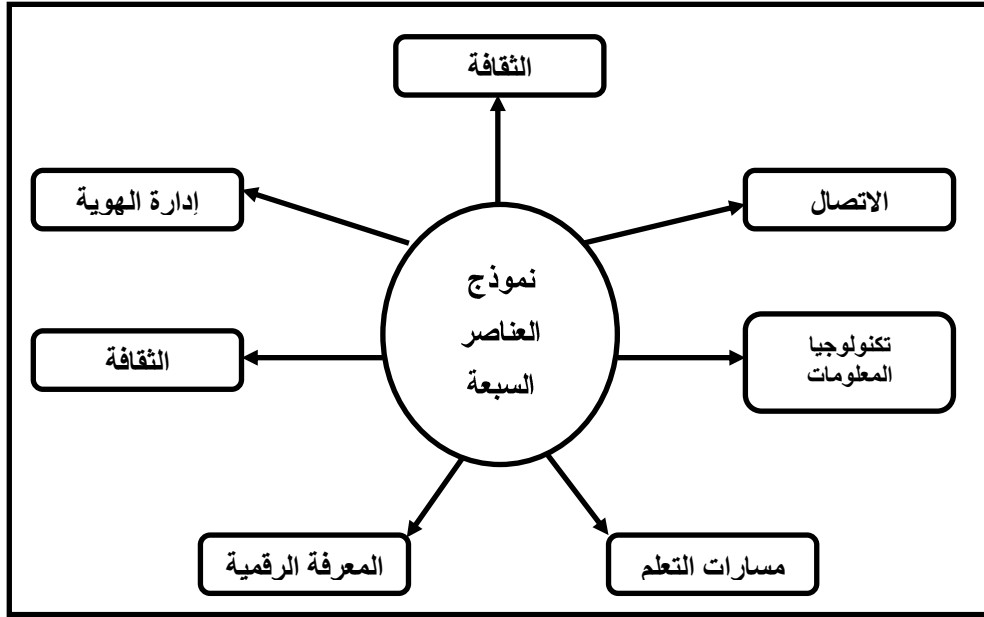 الثقافة
الاتصال
إدارة الهوية
نموذج
العناصر
السبعة
تكنولوجيا
المعلومات
الثقافة
مسارات التعلم
المعرفة الرقمية